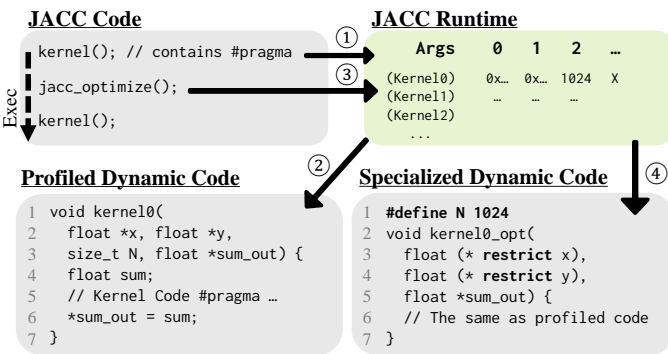 JACC Code
kernel(); // contains #pragma
jacc_optimize();
kernel();
Exec
①
③
JACC Runtime
Args 0 1 2 …
(Kernel0) 0x… 0x… 1024 X
(Kernel1) … … …
(Kernel2)
...
②
④
Profiled Dynamic Code
1 void kernel0(
2 float *x, float *y,
3 size_t N, float *sum_out) {
4 float sum;
5 // Kernel Code #pragma …
6 *sum_out = sum;
7 }
Specialized Dynamic Code
1 #define N 1024
2 void kernel0_opt(
3 float (* restrict x),
4 float (* restrict y),
5 float *sum_out) {
6 // The same as profiled code
7 }